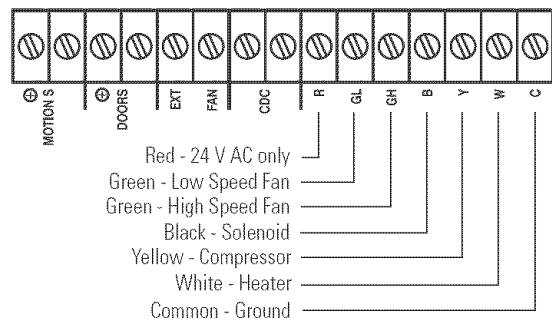 ⊕
MOTION S
⊕
DOORS
EXT
FAN
CDC
R
GL
GH
B
Y
W
C
Red - 24 V AC only
Green - Low Speed Fan
Green - High Speed Fan
Black - Solenoid
Yellow - Compressor
White - Heater
Common - Ground